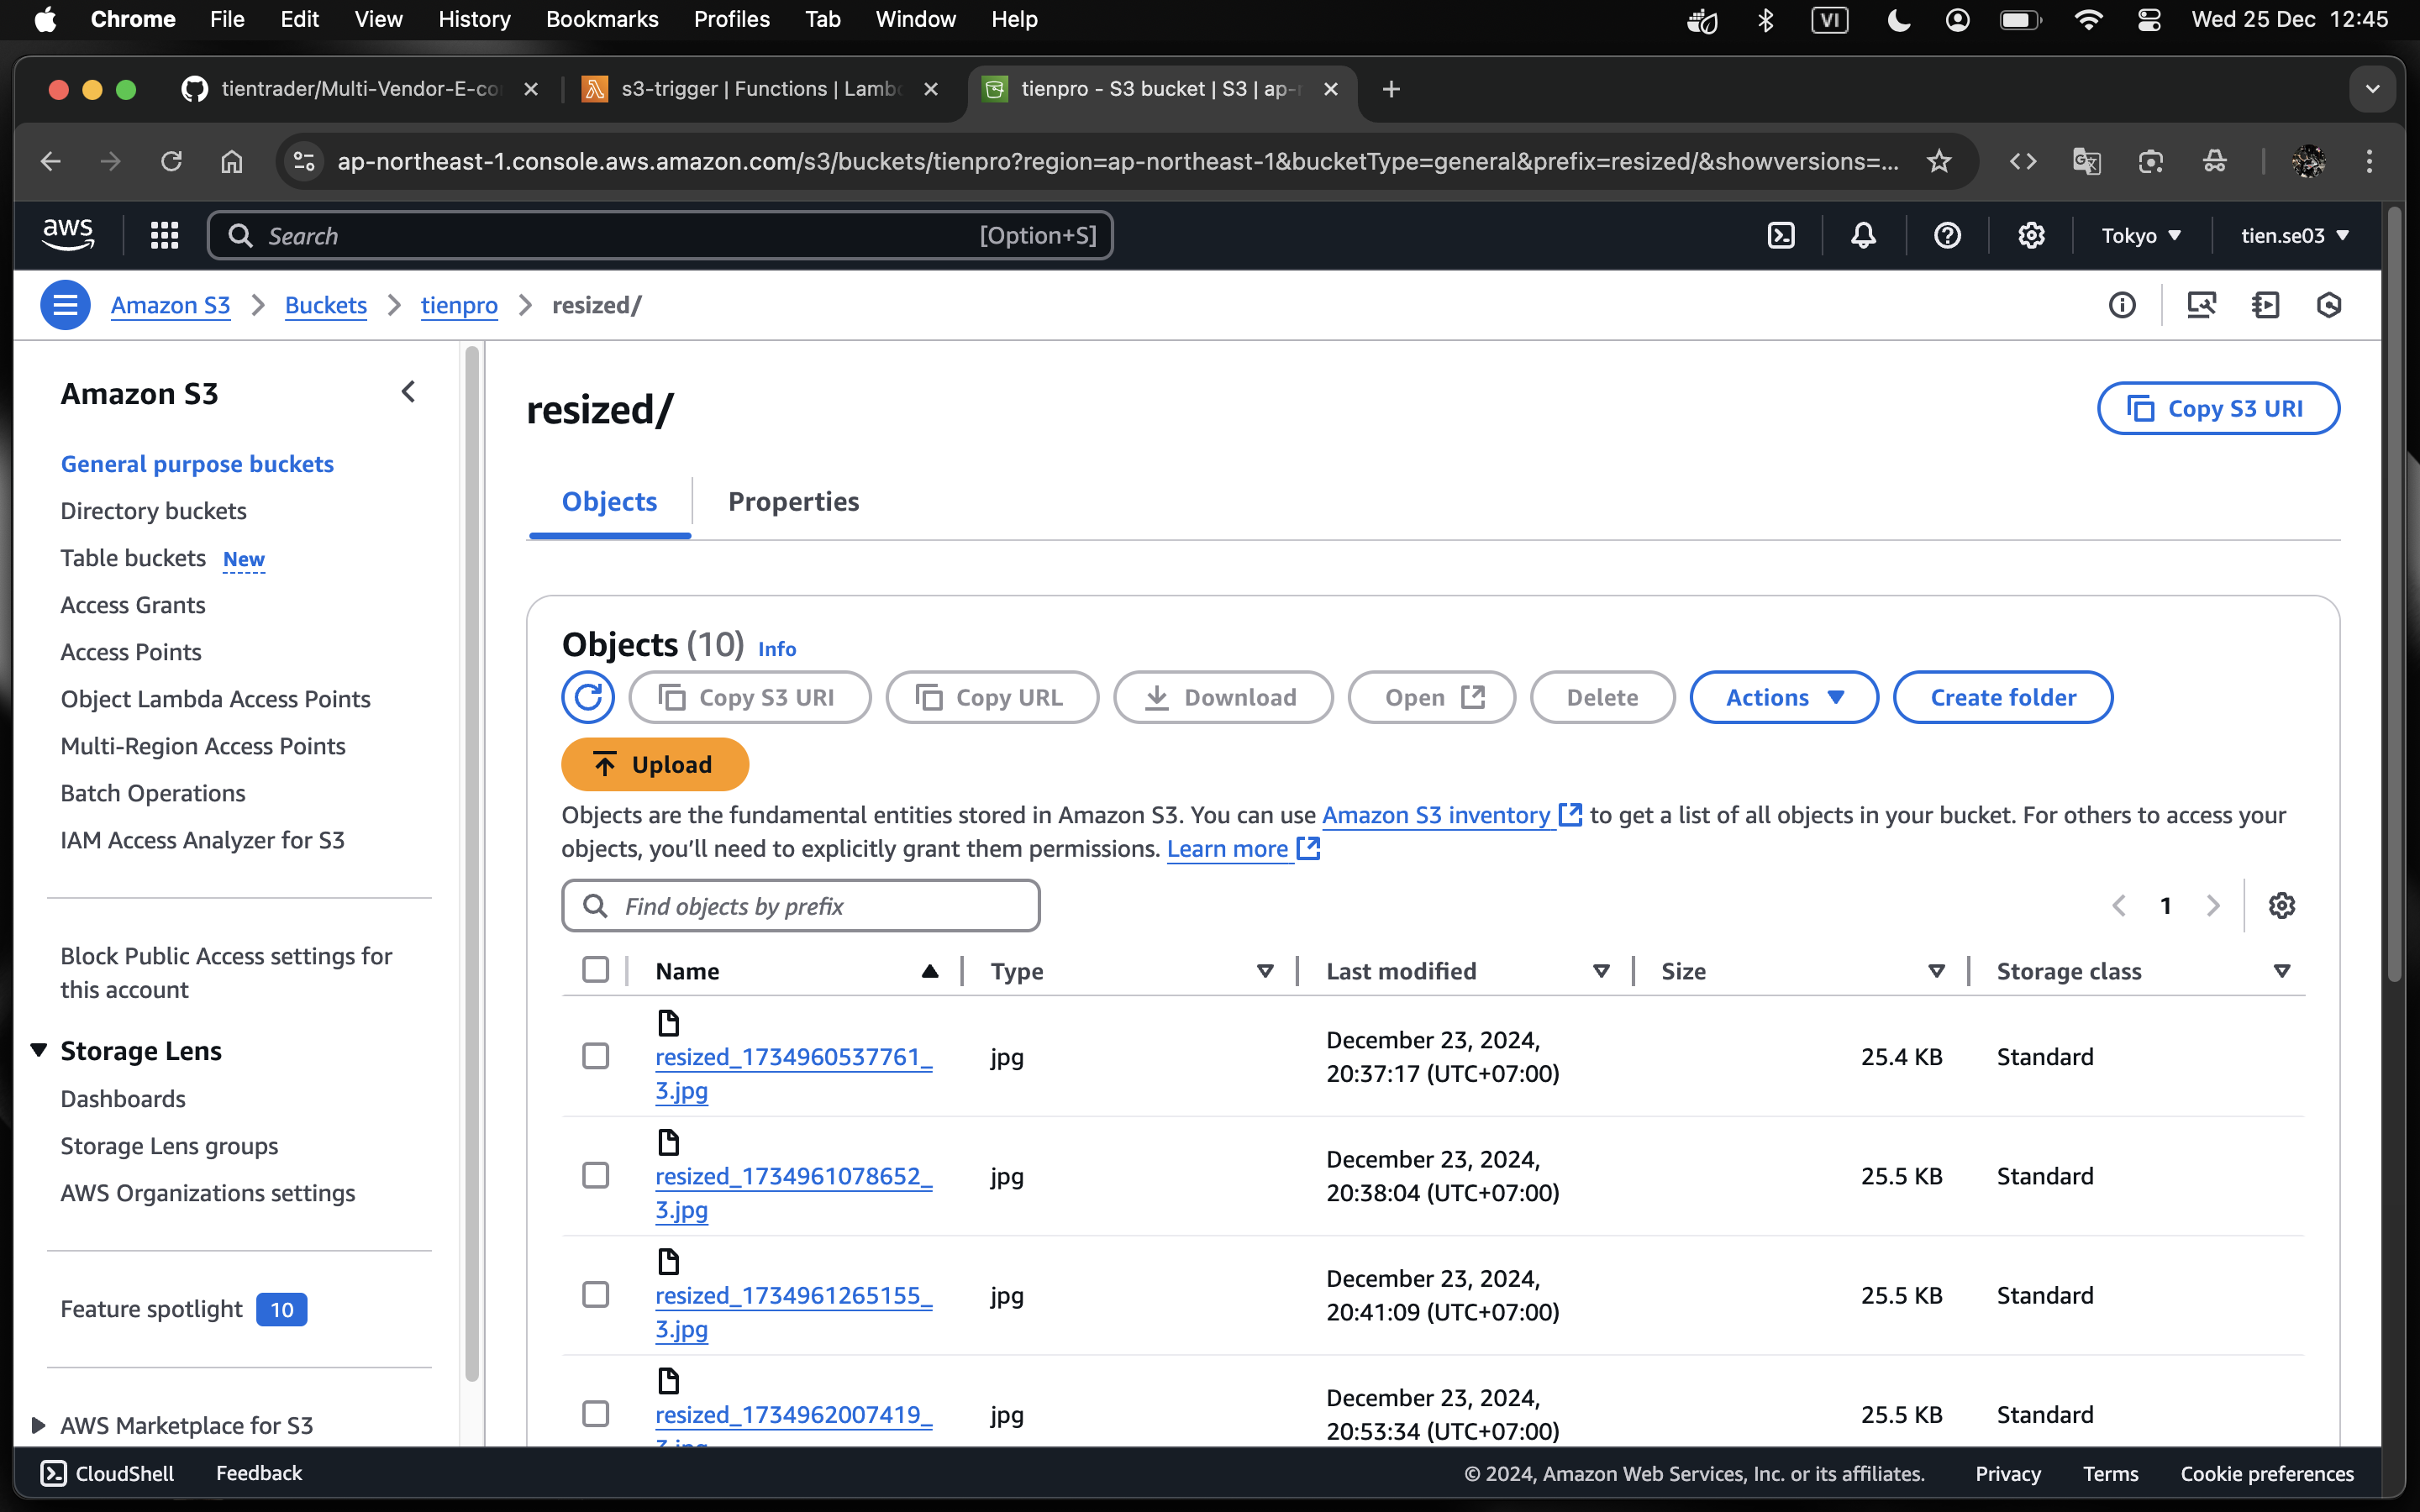 Chrome File Edit View History Bookmarks Profiles Tab Window Help VI Wed 25 Dec 12:45
tientrader/Multi-Vendor-E-co
s3-trigger | Functions | Lamb
tienpro - S3 bucket | S3 | ap-
ap-northeast-1.console.aws.amazon.com/s3/buckets/tienpro?region=ap-northeast-1&bucketType=general&prefix=resized/&showversions=...
aws Search [Option+S] Tokyo tien.se03
Amazon S3 Buckets tienpro resized/
Amazon S3
General purpose buckets
Directory buckets
Table buckets New
Access Grants
Access Points
Object Lambda Access Points
Multi-Region Access Points
Batch Operations
IAM Access Analyzer for S3
Block Public Access settings for
this account
Storage Lens
Dashboards
Storage Lens groups
AWS Organizations settings
Feature spotlight 10
AWS Marketplace for S3
resized/
Copy S3 URI
Objects Properties
Objects (10) Info
Copy S3 URI Copy URL Download Open Delete Actions Create folder
Upload
Objects are the fundamental entities stored in Amazon S3. You can use Amazon S3 inventory to get a list of all objects in your bucket. For others to access your
objects, you'll need to explicitly grant them permissions. Learn more
Find objects by prefix
1
Name Type Last modified Size Storage class
resized_1734960537761_
3.jpg
jpg
December 23, 2024,
20:37:17 (UTC+07:00)
25.4 KB
Standard
resized_1734961078652_
3.jpg
jpg
December 23, 2024,
20:38:04 (UTC+07:00)
25.5 KB
Standard
resized_1734961265155_
3.jpg
jpg
December 23, 2024,
20:41:09 (UTC+07:00)
25.5 KB
Standard
resized_1734962007419_
3.jpg
jpg
December 23, 2024,
20:53:34 (UTC+07:00)
25.5 KB
Standard
CloudShell Feedback © 2024, Amazon Web Services, Inc. or its affiliates. Privacy Terms Cookie preferences